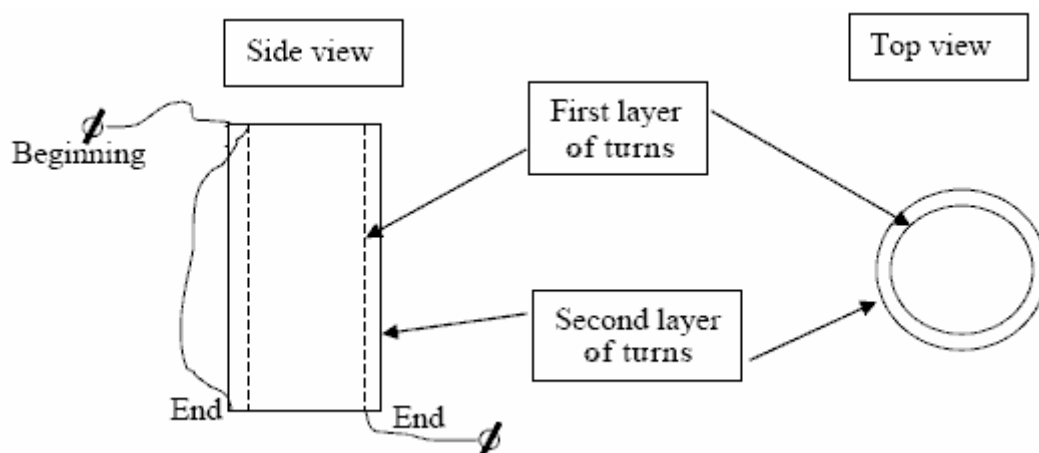 Side view
Top view
First layer
of turns
Beginning
Second layer
of turns
End
End